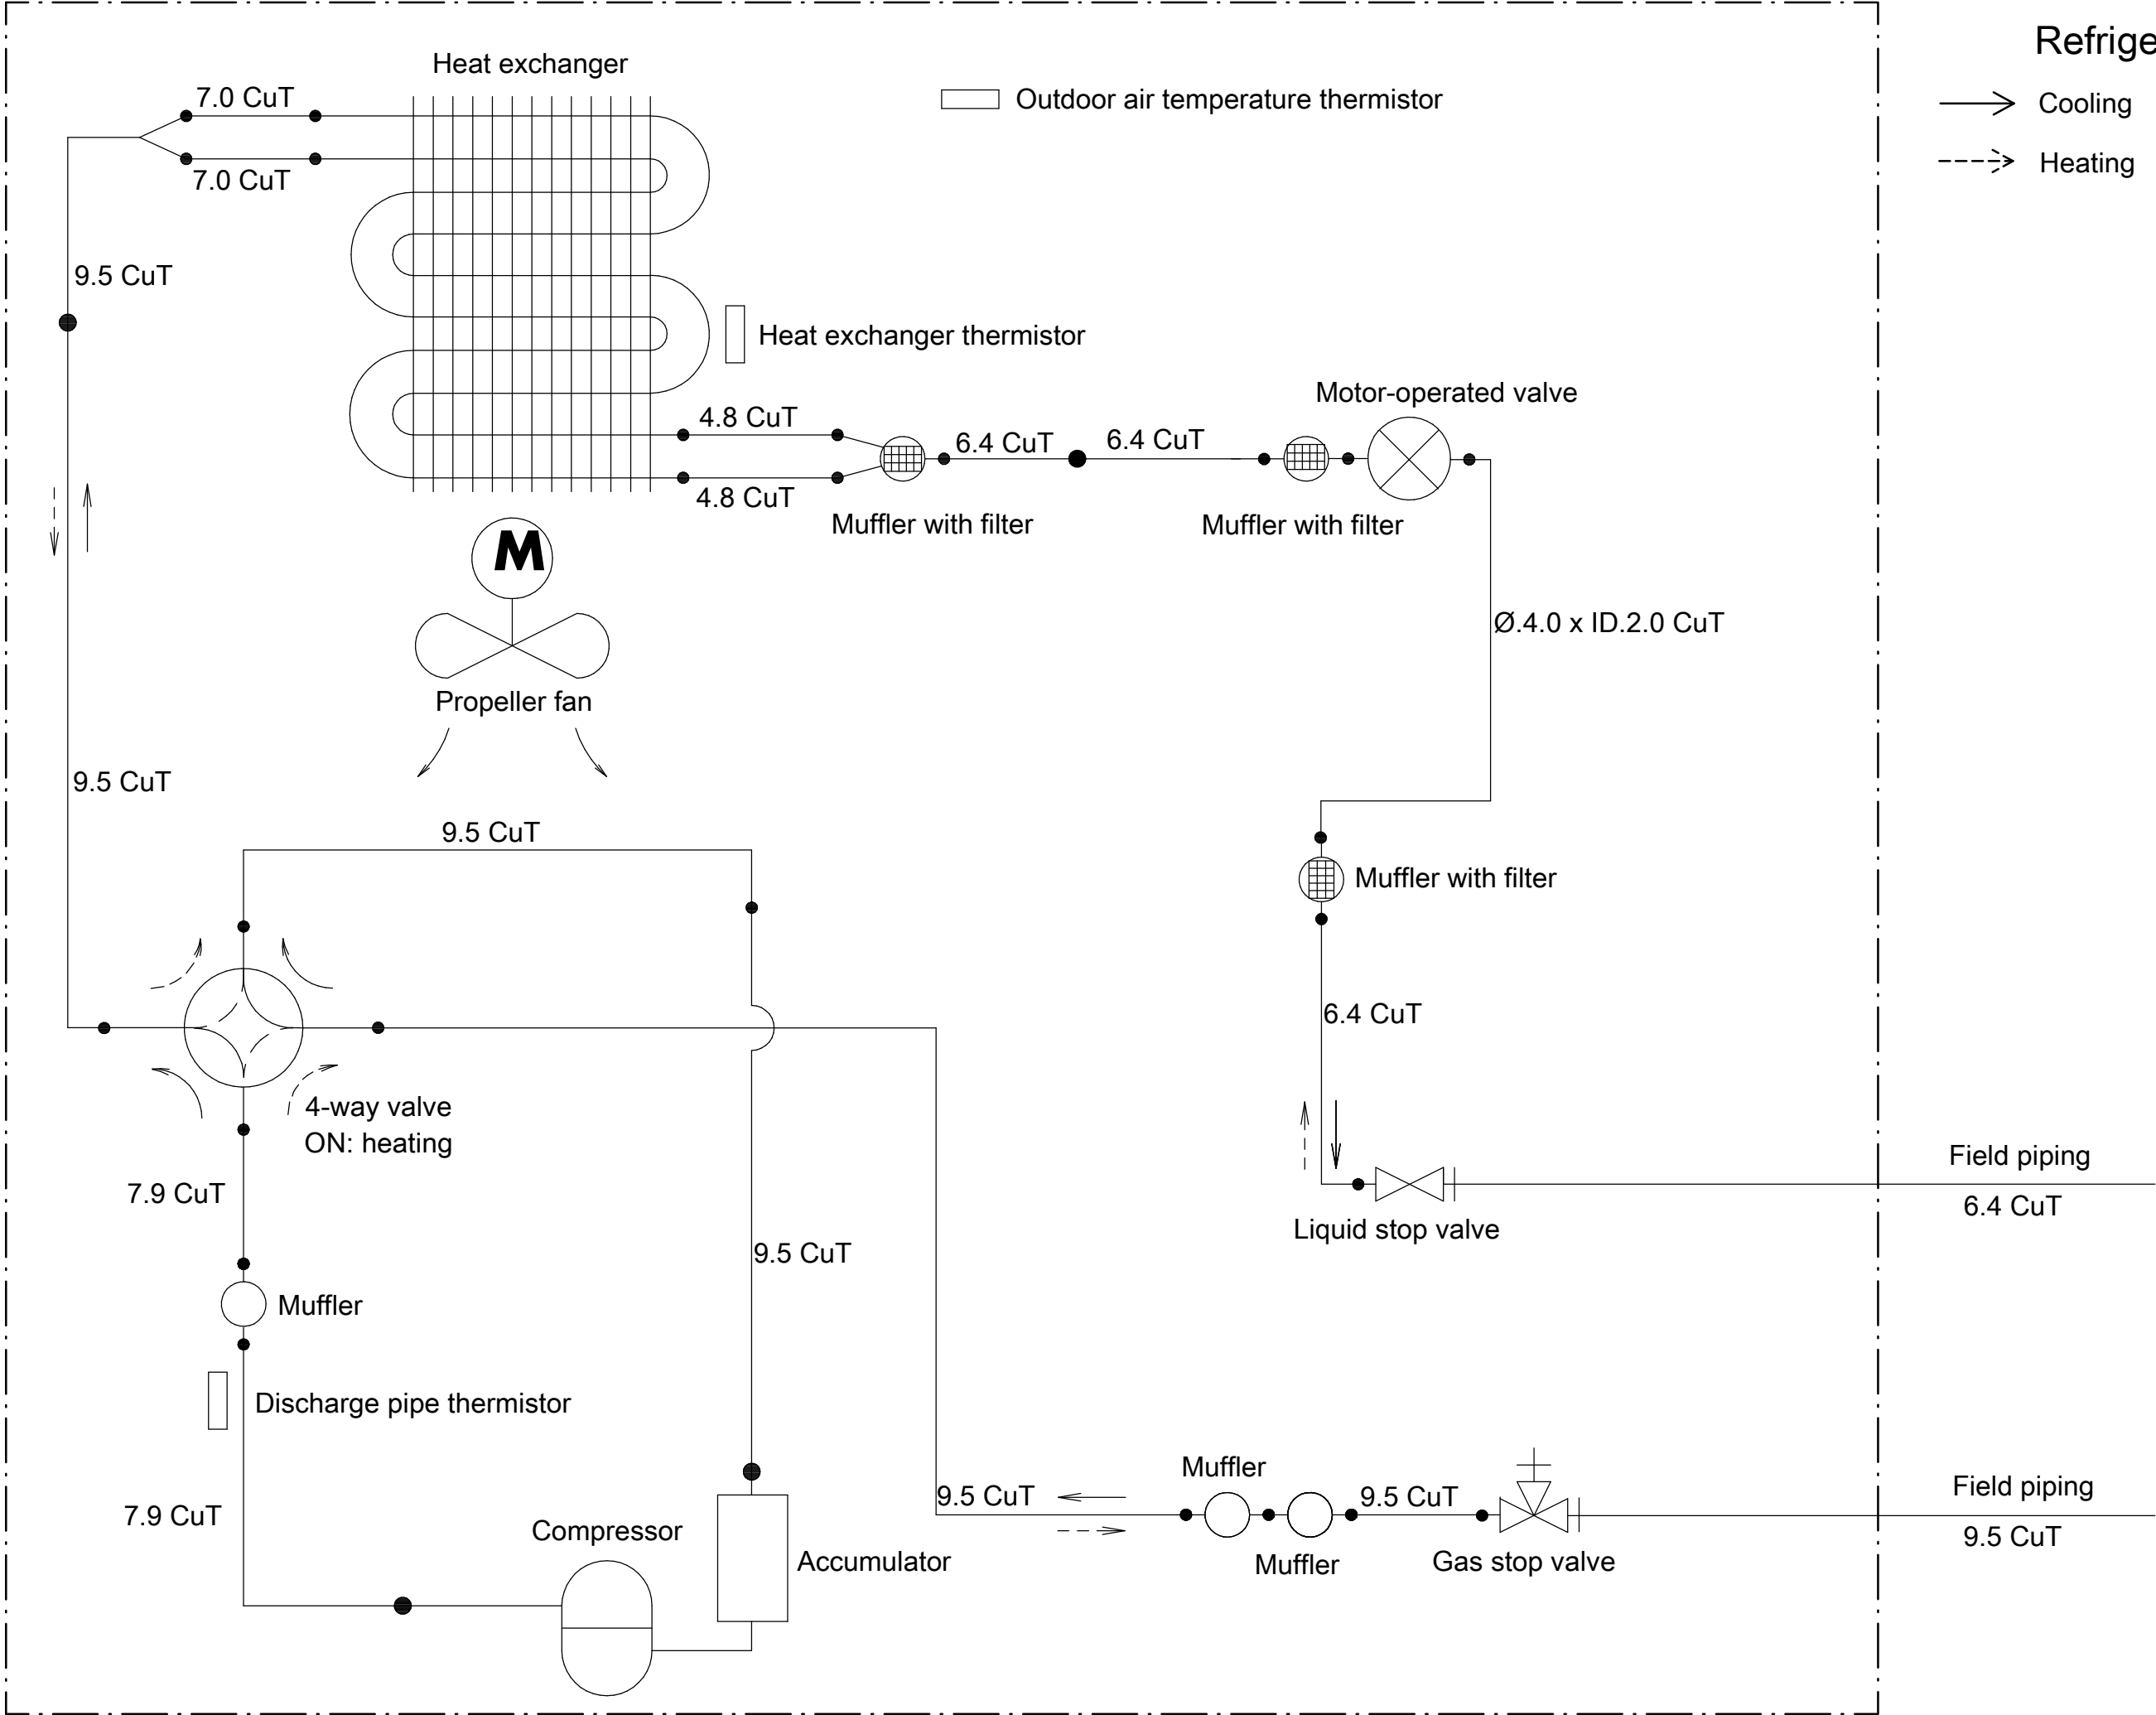 Refrige
Cooling
Heating
Heat exchanger
7.0 CuT
7.0 CuT
Outdoor air temperature thermistor
9.5 CuT
Heat exchanger thermistor
Motor-operated valve
4.8 CuT
4.8 CuT
6.4 CuT
6.4 CuT
Muffler with filter
Muffler with filter
M
Propeller fan
Ø.4.0 x ID.2.0 CuT
9.5 CuT
9.5 CuT
Muffler with filter
6.4 CuT
4-way valve
ON: heating
7.9 CuT
Liquid stop valve
Field piping
6.4 CuT
9.5 CuT
Muffler
Discharge pipe thermistor
7.9 CuT
Compressor
Accumulator
9.5 CuT
Muffler
Muffler
9.5 CuT
Gas stop valve
Field piping
9.5 CuT